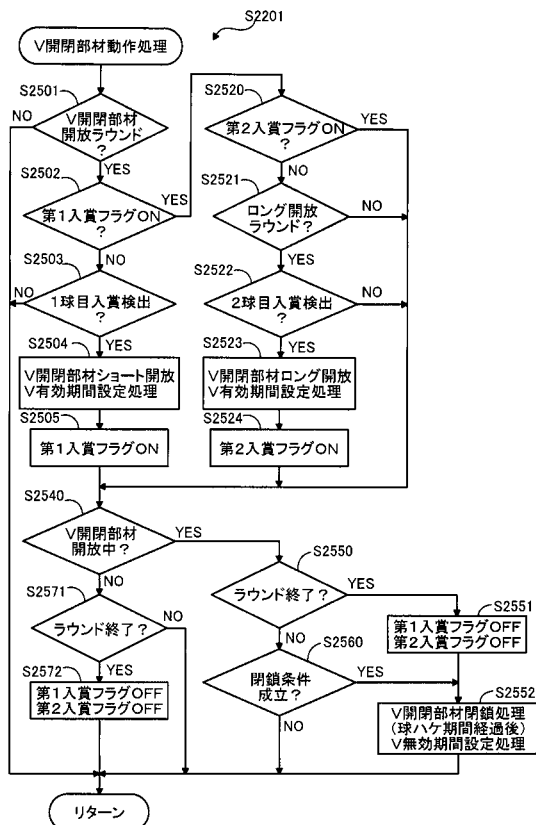 S2201
V開閉部材動作処理
S2501
NO
V開閉部材
開放ラウンド
?
YES
S2502
YES
第1入賞フラグON
?
NO
S2503
NO
1球目入賞検出
?
YES
S2504
V開閉部材ショート開放
V有効期間設定処理
S2505
第1入賞フラグON
S2520
YES
第2入賞フラグON
?
NO
S2521
NO
ロング開放
ラウンド?
YES
S2522
NO
2球目入賞検出
?
YES
S2523
V開閉部材ロング開放
V有効期間設定処理
S2524
第2入賞フラグON
S2540
V開閉部材
開放中?
YES
NO
S2550
ラウンド終了?
YES
NO
S2551
第1入賞フラグOFF
第2入賞フラグOFF
S2571
ラウンド終了?
NO
YES
S2560
閉鎖条件
成立?
YES
NO
S2572
第1入賞フラグOFF
第2入賞フラグOFF
S2552
V開閉部材閉鎖処理
(球ハケ期間経過後)
V無効期間設定処理
リターン